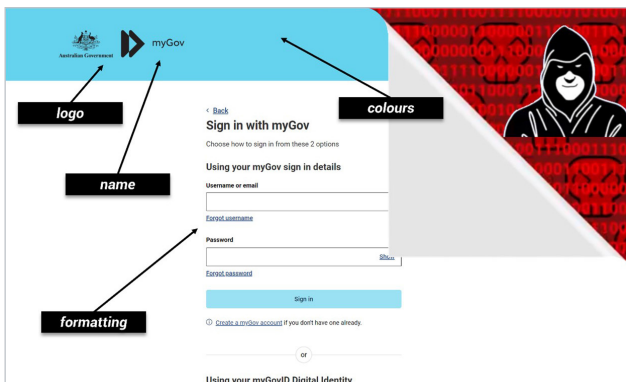 Australian Government
myGov
logo
name
colours
< Back
Sign in with myGov
Choose how to sign in from these 2 options
Using your myGov sign in details
Username or email
Forgot username
Password
Show
Forgot password
Sign in
Create a myGov account if you don't have one already.
formatting
or
Using your myGovID Digital Identity